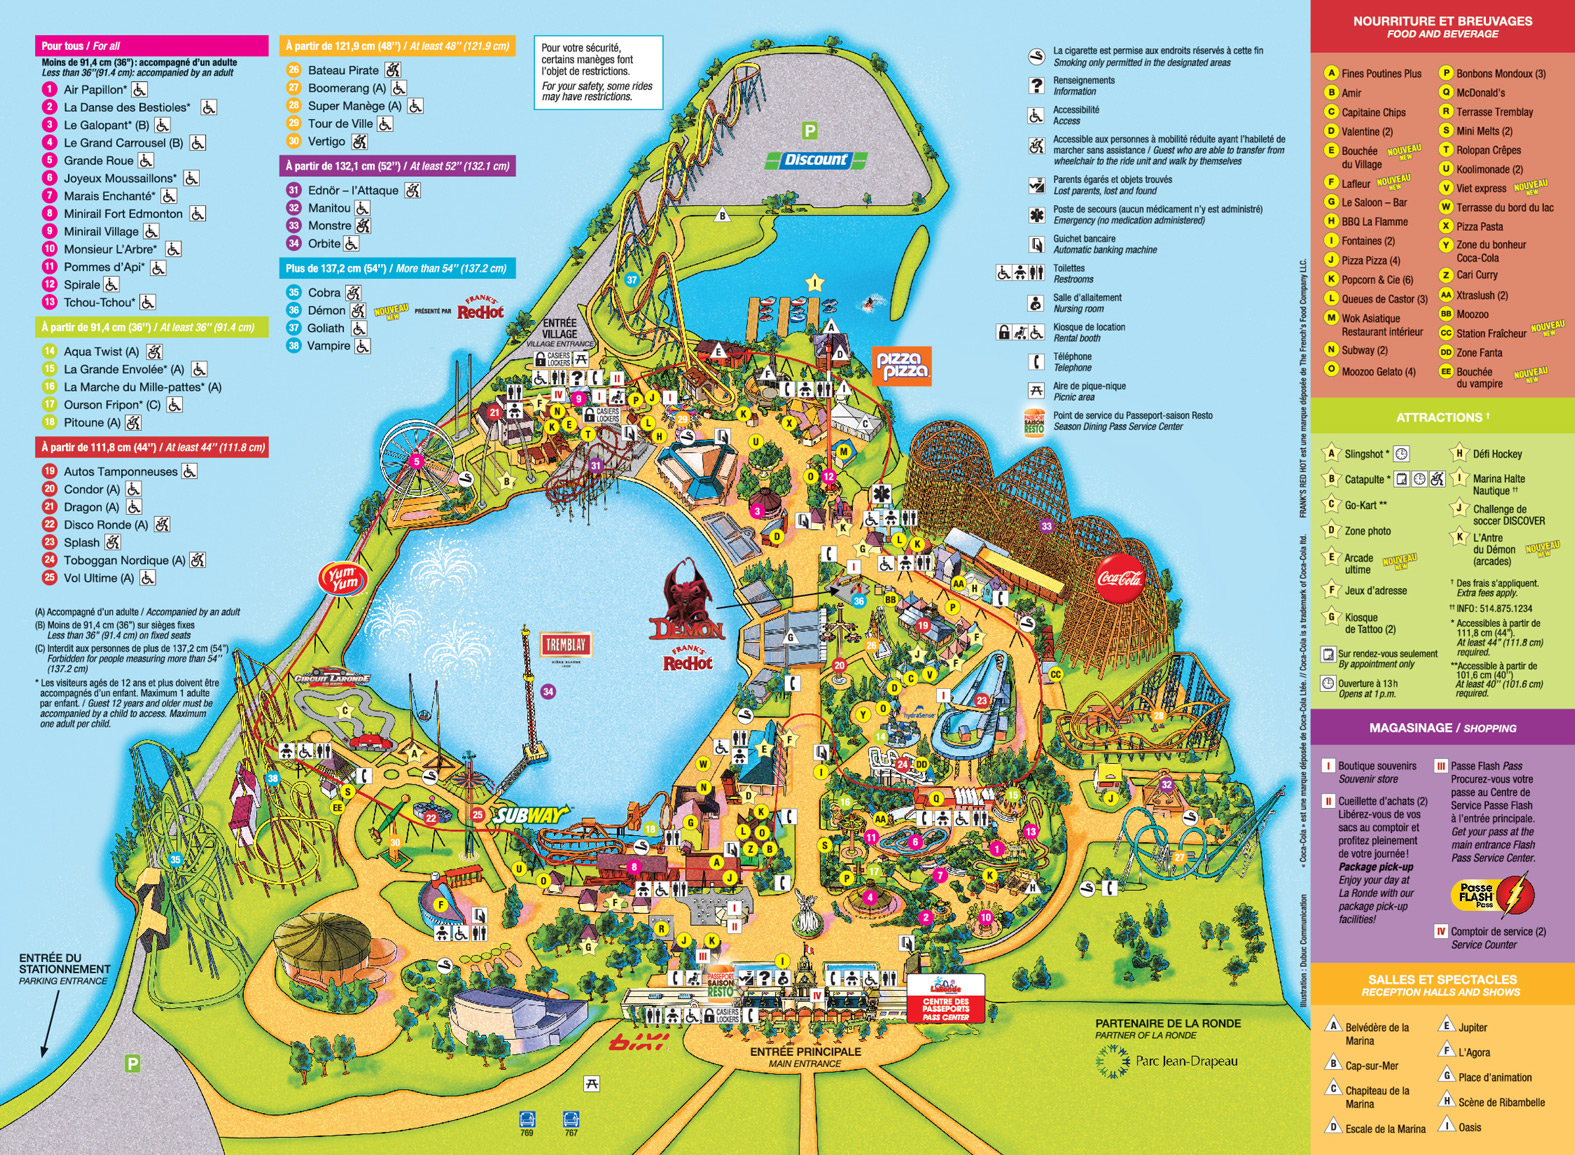 Pour tous / For all
Moins de 91,4 cm (36") : accompagné d'un adulte
Less than 36"(91.4 cm): accompanied by an adult
1 Air Papillon*
2 La Danse des Bestioles*
3 Le Galopant* (B)
4 Le Grand Carrousel (B)
5 Grande Roue
6 Joyeux Moussaillons*
7 Marais Enchanté*
8 Minirail Fort Edmonton
9 Minirail Village
10 Monsieur L'Arbre*
11 Pommes d'Api*
12 Spirale
13 Tchou-Tchou*
À partir de 91,4 cm (36") / At least 36" (91.4 cm)
14 Aqua Twist (A)
15 La Grande Envolée* (A)
16 La Marche du Mille-pattes* (A)
17 Ourson Fripon* (C)
18 Pitoune (A)
À partir de 111,8 cm (44") / At least 44" (111.8 cm)
19 Autos Tamponneuses
20 Condor (A)
21 Dragon (A)
22 Disco Ronde (A)
23 Splash
24 Toboggan Nordique (A)
25 Vol Ultime (A)
(A) Accompagné d'un adulte / Accompanied by an adult
(B) Moins de 91,4 cm (36") sur sièges fixes
Less than 36" (91.4 cm) on fixed seats
(C) Interdit aux personnes de plus de 137,2 cm (54")
Forbidden for people measuring more than 54"
(137.2 cm)
* Les visiteurs agés de 12 ans et plus doivent être
accompagnés d'un enfant. Maximum 1 adulte
par enfant. / Guest 12 years and older must be
accompanied by a child to access. Maximum
one adult per child.
À partir de 121,9 cm (48") / At least 48" (121.9 cm)
26 Bateau Pirate
27 Boomerang (A)
28 Super Manège (A)
29 Tour de Ville
30 Vertigo
À partir de 132,1 cm (52") / At least 52" (132.1 cm)
31 Ednör – l'Attaque
32 Manitou
33 Monstre
34 Orbite
Plus de 137,2 cm (54") / More than 54" (137.2 cm)
35 Cobra
36 Démon NOUVEAU NEW PRÉSENTÉ PAR FRANK'S RedHot
37 Goliath
38 Vampire
Pour votre sécurité,
certains manèges font
l'objet de restrictions.
For your safety, some rides
may have restrictions.
P
Discount
La cigarette est permise aux endroits réservés à cette fin
Smoking only permitted in the designated areas
Renseignements
Information
Accessibilité
Access
Accessible aux personnes à mobilité réduite ayant l'habileté de
marcher sans assistance / Guest who are able to transfer from
wheelchair to the ride unit and walk by themselves
Parents égarés et objets trouvés
Lost parents, lost and found
Poste de secours (aucun médicament n'y est administré)
Emergency (no medication administered)
Guichet bancaire
Automatic banking machine
Toilettes
Restrooms
Salle d'allaitement
Nursing room
Kiosque de location
Rental booth
Téléphone
Telephone
Aire de pique-nique
Picnic area
Point de service du Passeport-saison Resto
Season Dining Pass Service Center
ENTRÉE
VILLAGE
VILLAGE ENTRANCE
CASIERS
LOCKERS
CASIERS
LOCKERS
pizza
pizza
Yum
Yum
Coca-Cola
DÉMON
FRANK'S
RedHot
TREMBLAY
CIRCUIT LARONDE
SUBWAY
hydraSense
ENTRÉE DU
STATIONNEMENT
PARKING ENTRANCE
P
PASSEPORT
SAISON
RESTO
CASIERS
LOCKERS
LaRonde
CENTRE DES
PASSEPORTS
PASS CENTER
bixi
ENTRÉE PRINCIPALE
MAIN ENTRANCE
769
767
PARTENAIRE DE LA RONDE
PARTNER OF LA RONDE
Parc Jean-Drapeau
Illustration : Dubuc Communication
« Coca-Cola » est une marque déposée de Coca-Cola Ltée. // Coca-Cola is a trademark of Coca-Cola ltd.
FRANK'S RED HOT est une marque déposée de The French's Food Company LLC.
NOURRITURE ET BREUVAGES
FOOD AND BEVERAGE
A Fines Poutines Plus
B Amir
C Capitaine Chips
D Valentine (2)
E Bouchée
du Village NOUVEAU NEW
F Lafleur NOUVEAU NEW
G Le Saloon – Bar
H BBQ La Flamme
I Fontaines (2)
J Pizza Pizza (4)
K Popcorn & Cie (6)
L Queues de Castor (3)
M Wok Asiatique
Restaurant intérieur
N Subway (2)
O Moozoo Gelato (4)
P Bonbons Mondoux (3)
Q McDonald's
R Terrasse Tremblay
S Mini Melts (2)
T Rolopan Crêpes
U Koolimonade (2)
V Viet express NOUVEAU NEW
W Terrasse du bord du lac
X Pizza Pasta
Y Zone du bonheur
Coca-Cola
Z Cari Curry
AA Xtraslush (2)
BB Moozoo
CC Station Fraîcheur NOUVEAU NEW
DD Zone Fanta
EE Bouchée
du vampire NOUVEAU NEW
ATTRACTIONS †
A Slingshot *
B Catapulte *
C Go-Kart **
D Zone photo
E Arcade
ultime NOUVEAU NEW
F Jeux d'adresse
G Kiosque
de Tattoo (2)
Sur rendez-vous seulement
By appointment only
Ouverture à 13 h
Opens at 1 p.m.
H Défi Hockey
I Marina Halte
Nautique ††
J Challenge de
soccer DISCOVER
K L'Antre
du Démon
(arcades) NOUVEAU NEW
† Des frais s'appliquent.
Extra fees apply.
†† INFO: 514.875.1234
* Accessibles à partir de
111,8 cm (44").
At least 44" (111.8 cm)
required.
**Accessible à partir de
101,6 cm (40")
At least 40" (101.6 cm)
required.
MAGASINAGE / SHOPPING
I Boutique souvenirs
Souvenir store
II Cueillette d'achats (2)
Libérez-vous de vos
sacs au comptoir et
profitez pleinement
de votre journée!
Package pick-up
Enjoy your day at
La Ronde with our
package pick-up
facilities!
III Passe Flash Pass
Procurez-vous votre
passe au Centre de
Service Passe Flash
à l'entrée principale.
Get your pass at the
main entrance Flash
Pass Service Center.
Passe
FLASH
Pass
IV Comptoir de service (2)
Service Counter
SALLES ET SPECTACLES
RECEPTION HALLS AND SHOWS
A Belvédère de la
Marina
B Cap-sur-Mer
C Chapiteau de la
Marina
D Escale de la Marina
E Jupiter
F L'Agora
G Place d'animation
H Scène de Ribambelle
I Oasis